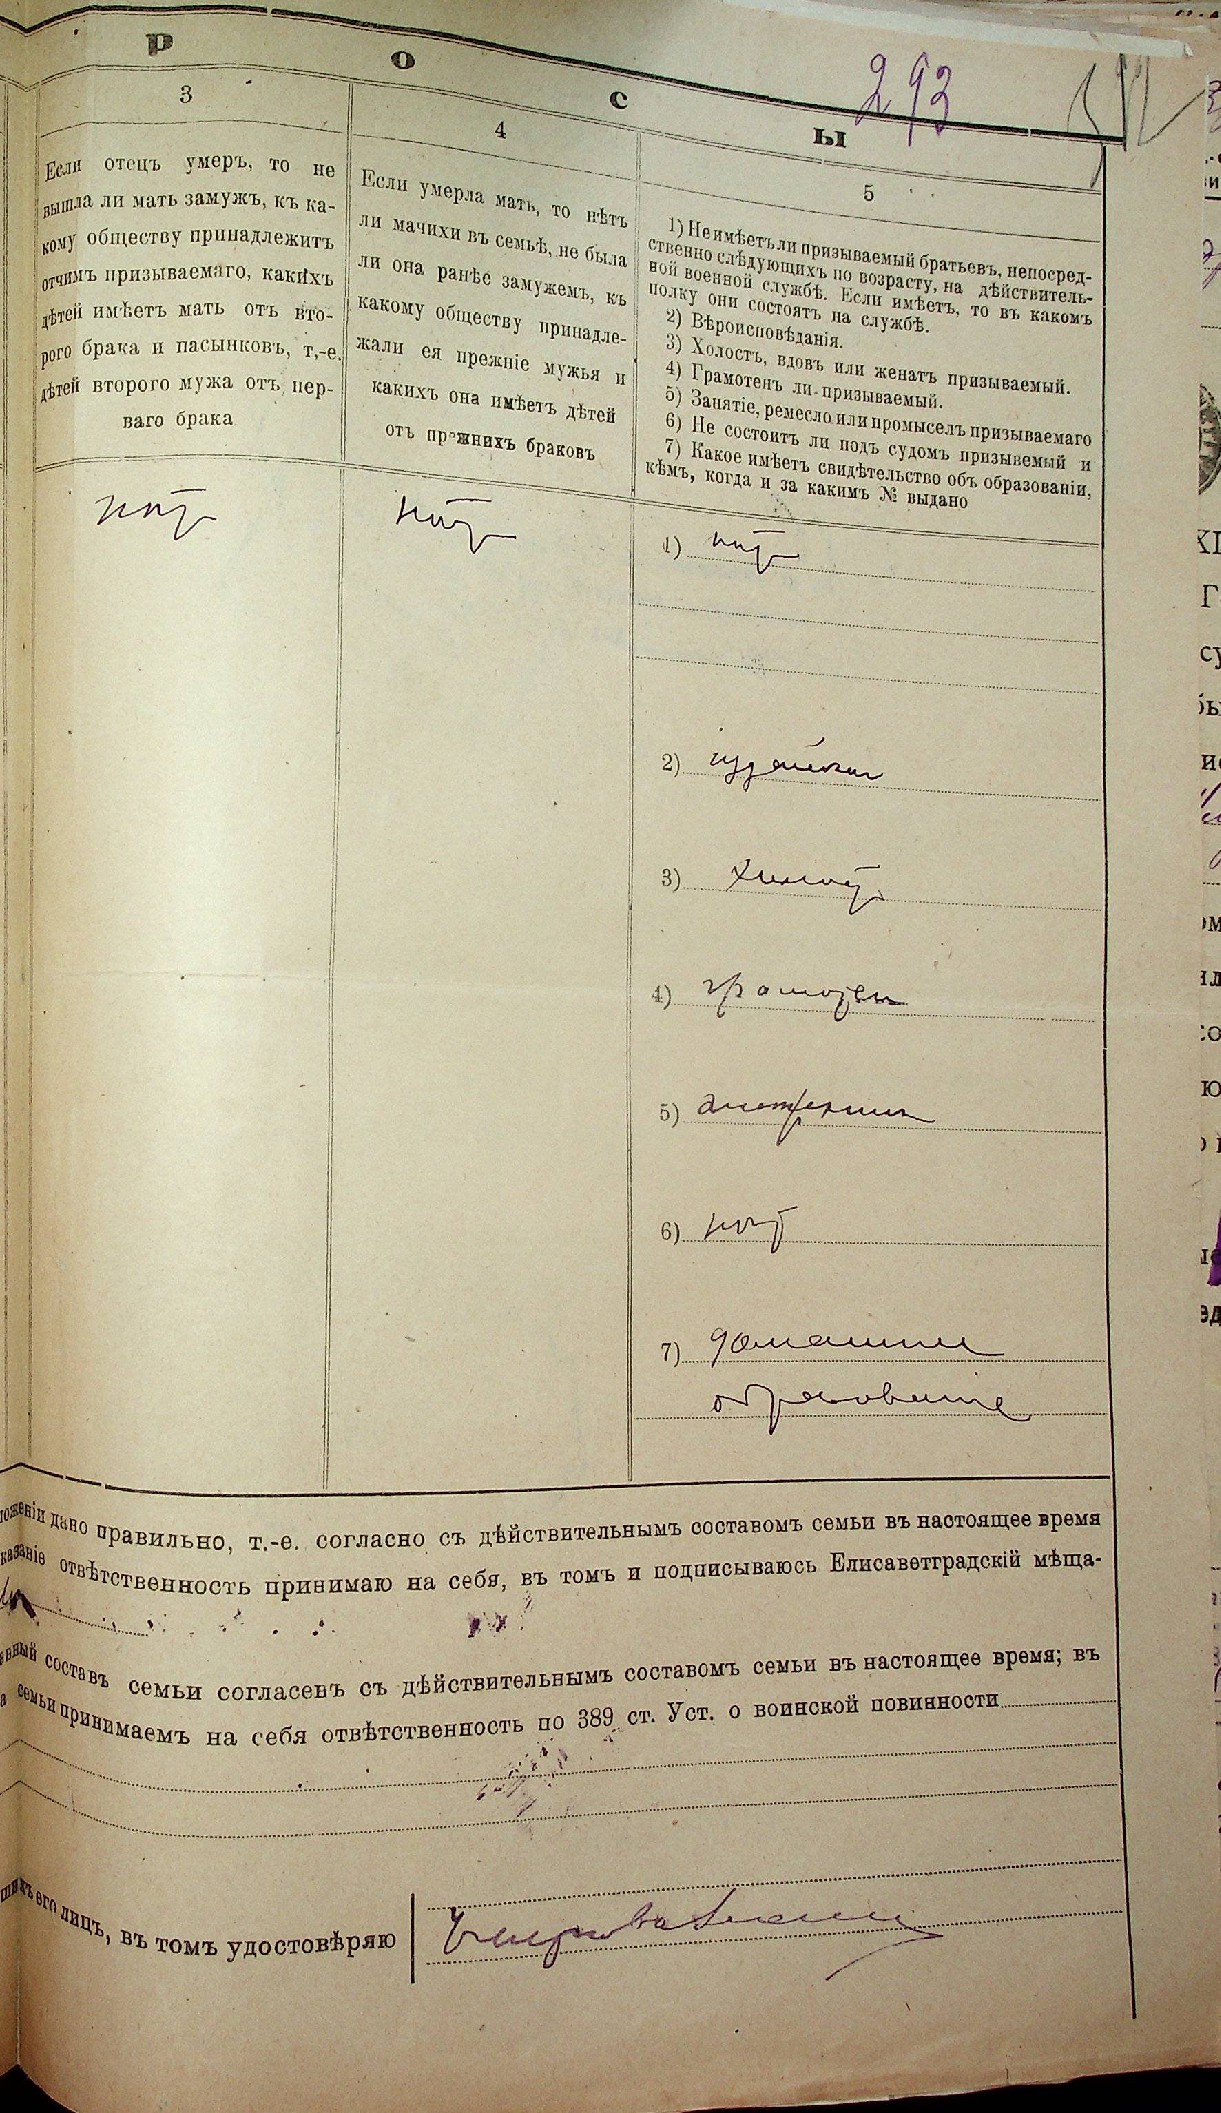 Р О С Ы
293
3
Если отецъ умеръ, то не
вышла ли мать замужъ, къ ка-
кому обществу принадлежитъ
отчимъ призываемаго, какихъ
дѣтей имѣетъ мать отъ вто-
рого брака и пасынковъ, т.-е.
дѣтей второго мужа отъ пер-
ваго брака
нѣтъ
4
Если умерла мать, то нѣтъ
ли мачихи въ семьѣ, не была
ли она ранѣе замужемъ, къ
какому обществу принадле-
жали ея прежніе мужья и
какихъ она имѣетъ дѣтей
отъ прежнихъ браковъ
нѣтъ
5
1) Не имѣетъ ли призываемый братьевъ, непосред-
ственно слѣдующихъ по возрасту, на дѣйствитель-
ной военной службѣ. Если имѣетъ, то въ какомъ
полку они состоятъ на службѣ.
2) Вѣроисповѣданія.
3) Холостъ, вдовъ или женатъ призываемый.
4) Грамотенъ ли призываемый.
5) Занятіе, ремесло или промыселъ призываемаго
6) Не состоитъ ли подъ судомъ призываемый и
7) Какое имѣетъ свидѣтельство объ образованіи,
кѣмъ, когда и за какимъ № выдано
1) нѣтъ
2) іудейская
3) холостъ
4) грамотен
5)
6) нѣтъ
7) домашнее
образованіе
дано правильно, т.-е. согласно съ дѣйствительнымъ составомъ семьи въ настоящее время
отвѣтственность принимаю на себя, въ томъ и подписываюсь Елисаветградскій мѣща-
составъ семьи согласенъ съ дѣйствительнымъ составомъ семьи въ настоящее время; въ
семьи принимаемъ на себя отвѣтственность по 389 ст. Уст. о воинской повинности
его лицъ, въ томъ удостовѣряю